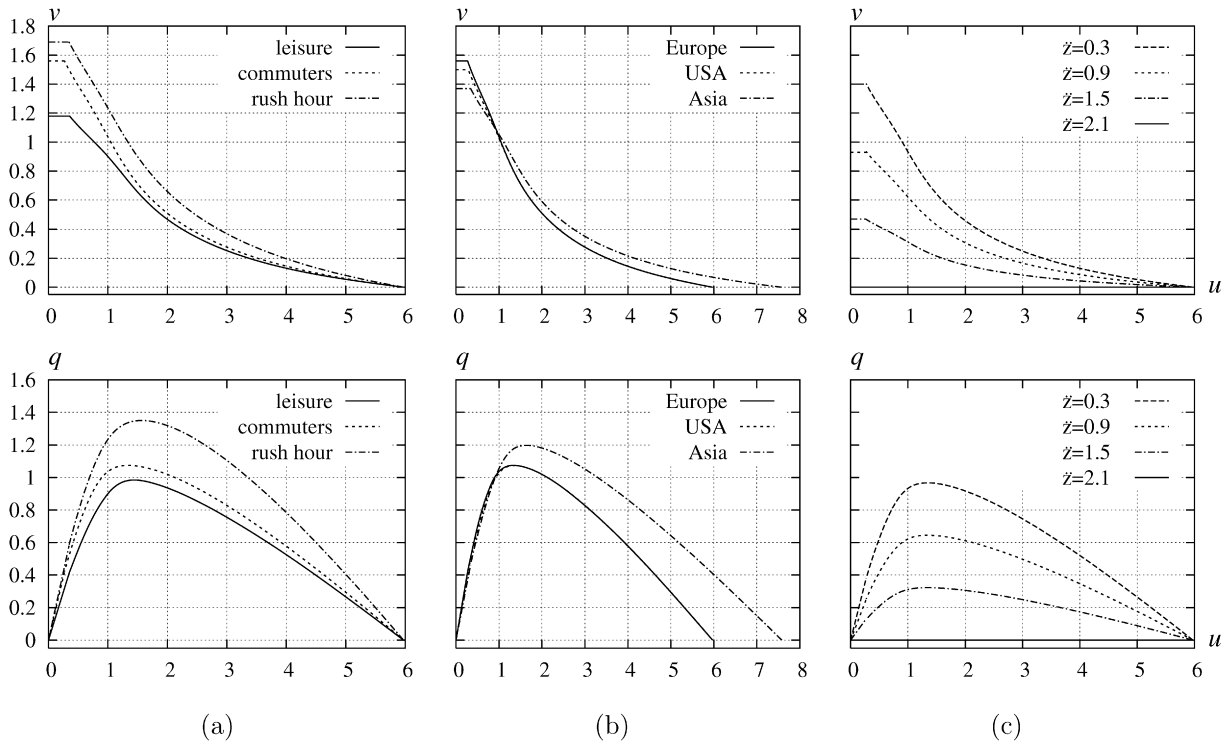 v
1.8
1.6
1.4
1.2
1
0.8
0.6
0.4
0.2
0
leisure
commuters
rush hour
0 1 2 3 4 5 6
v
Europe
USA
Asia
0 1 2 3 4 5 6 7 8
v
z̈=0.3
z̈=0.9
z̈=1.5
z̈=2.1
0 1 2 3 4 5 6
u
q
1.6
1.4
1.2
1
0.8
0.6
0.4
0.2
0
leisure
commuters
rush hour
0 1 2 3 4 5 6
q
Europe
USA
Asia
0 1 2 3 4 5 6 7 8
q
z̈=0.3
z̈=0.9
z̈=1.5
z̈=2.1
0 1 2 3 4 5 6
u
(a) (b) (c)